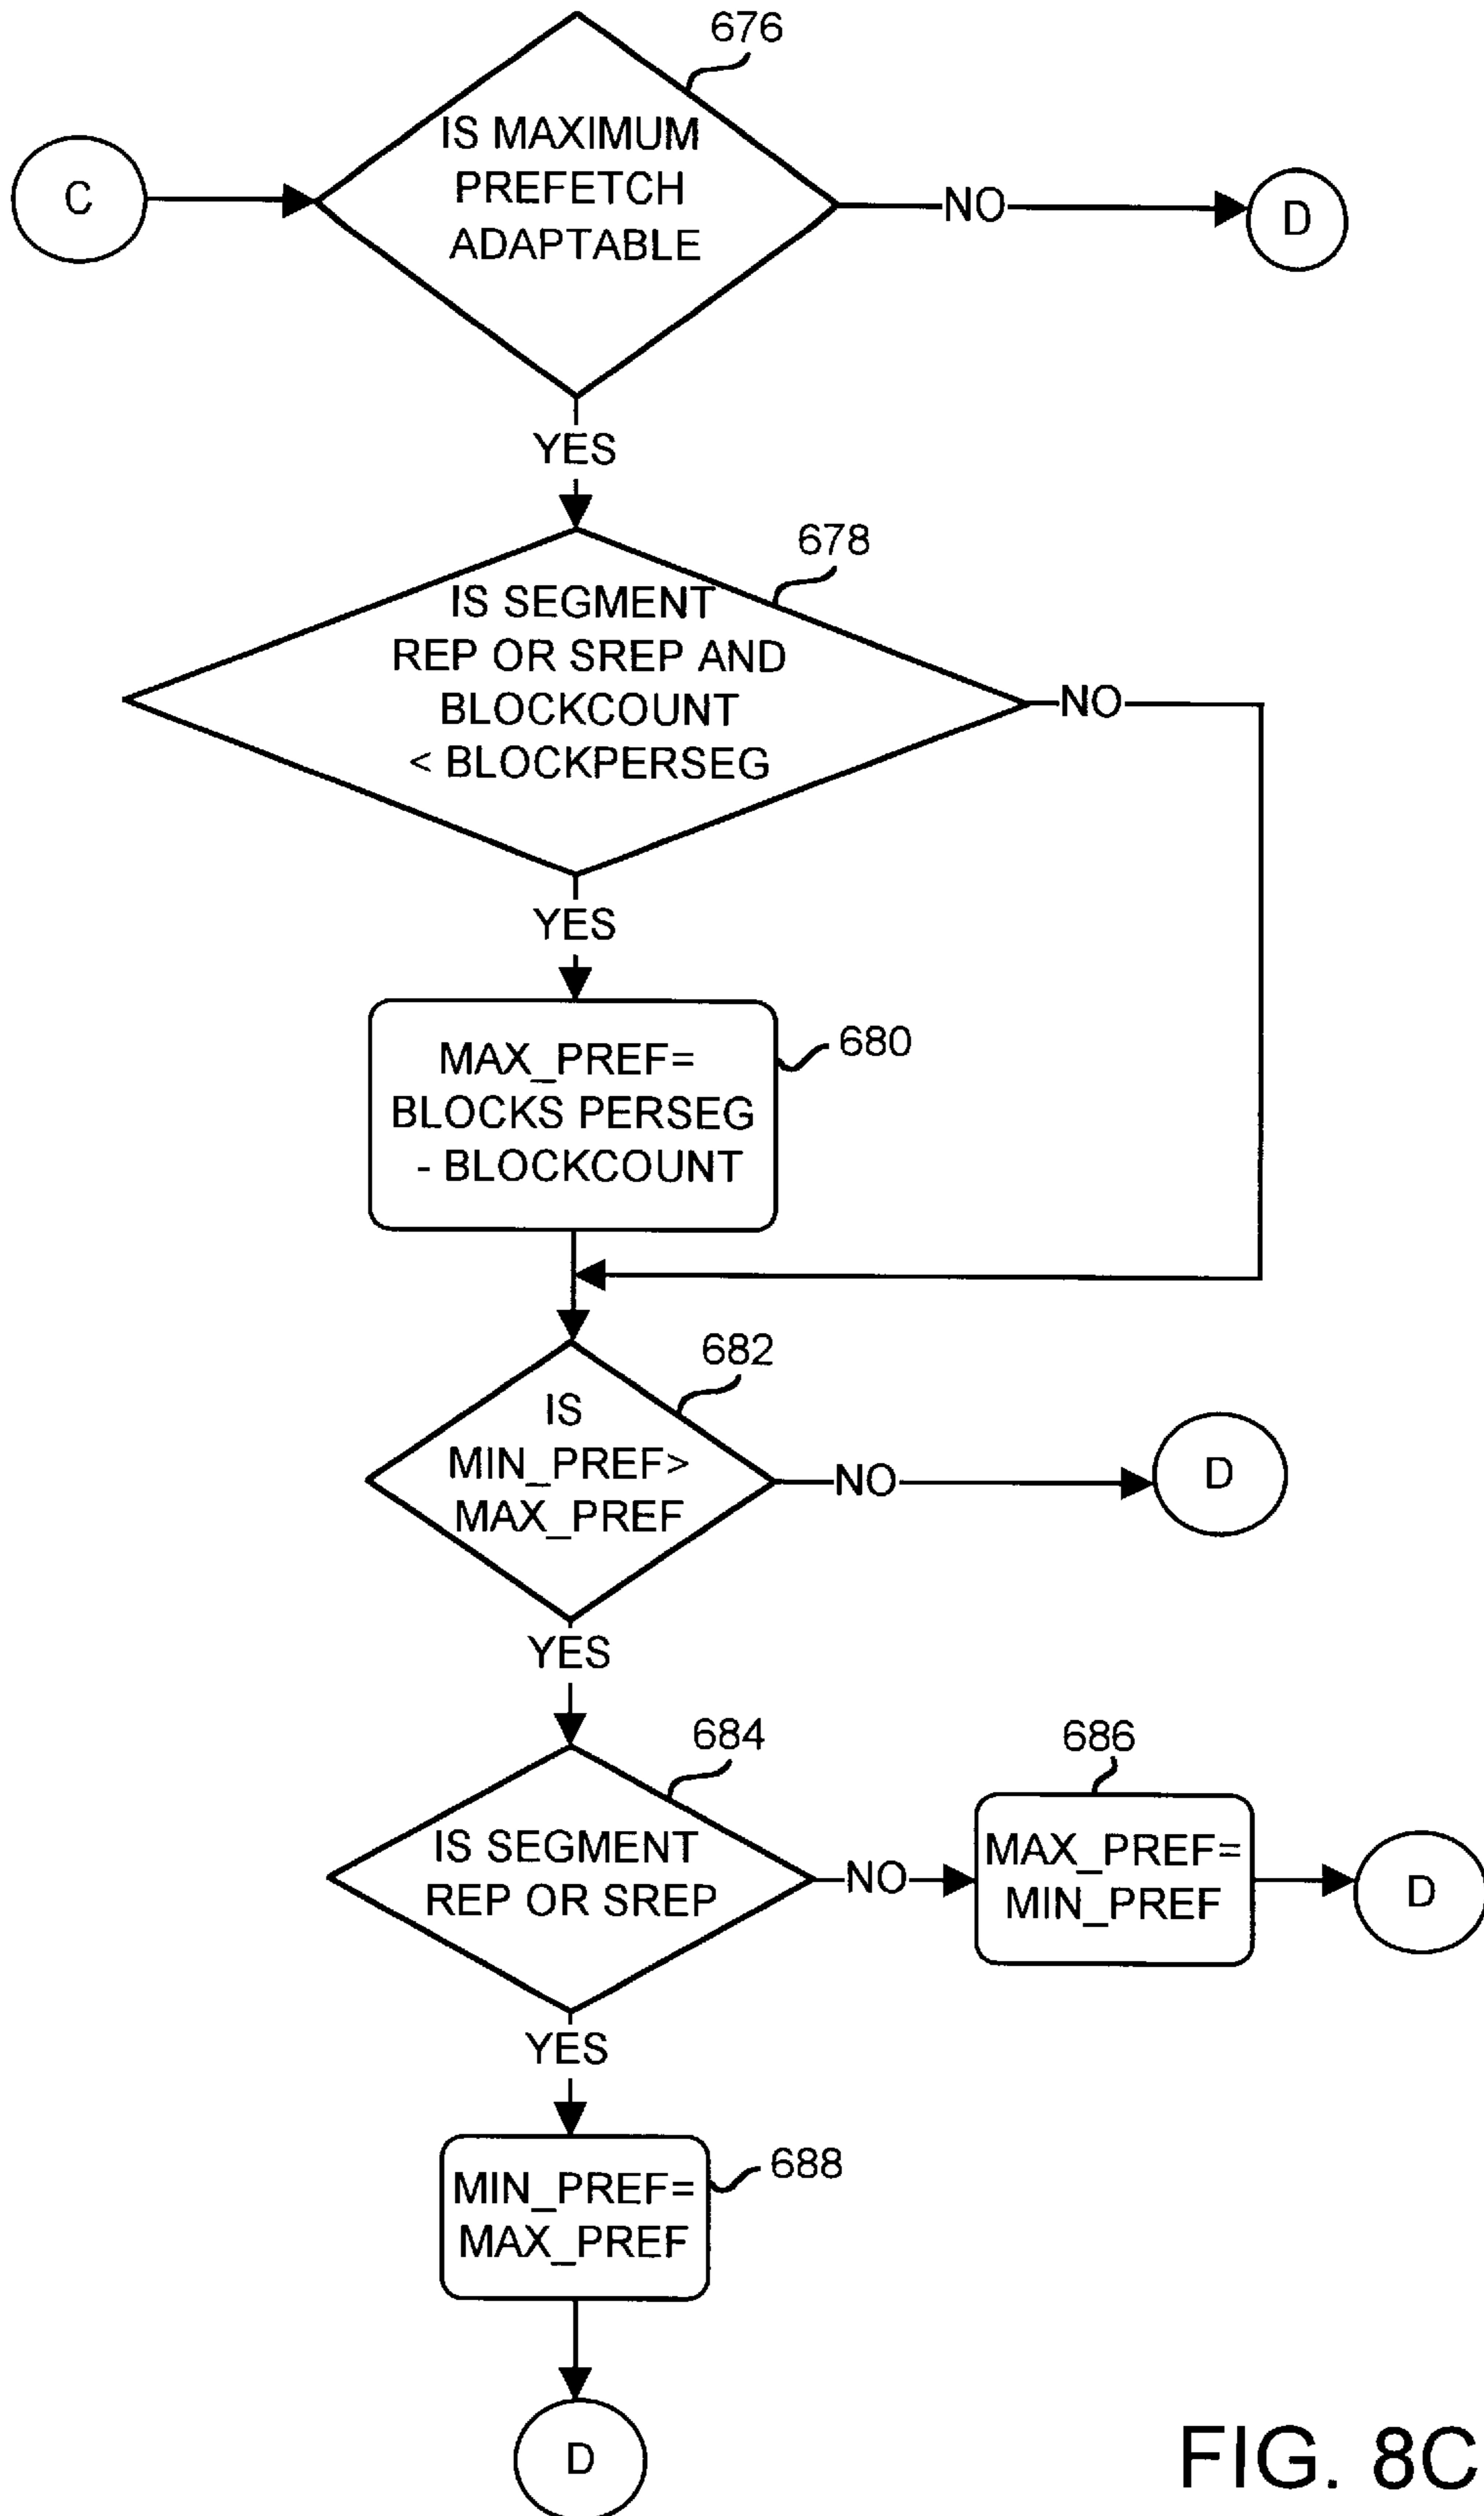 676
IS MAXIMUM
PREFETCH
ADAPTABLE
C
NO
D
YES
678
IS SEGMENT
REP OR SREP AND
BLOCKCOUNT
< BLOCKPERSEG
NO
YES
680
MAX_PREF=
BLOCKS PERSEG
- BLOCKCOUNT
682
IS
MIN_PREF>
MAX_PREF
NO
D
YES
684
IS SEGMENT
REP OR SREP
NO
686
MAX_PREF=
MIN_PREF
D
YES
688
MIN_PREF=
MAX_PREF
D
FIG. 8C